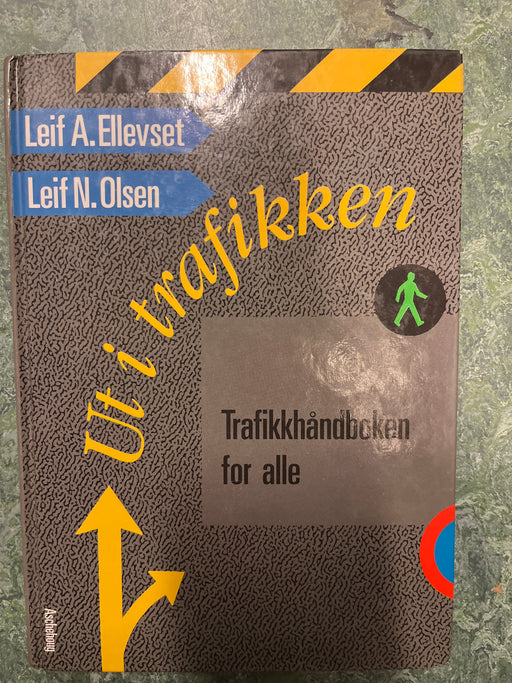 Leif A. Ellevset
Leif N. Olsen
Ut i trafikken
Trafikkhåndboken
for alle
Aschehoug